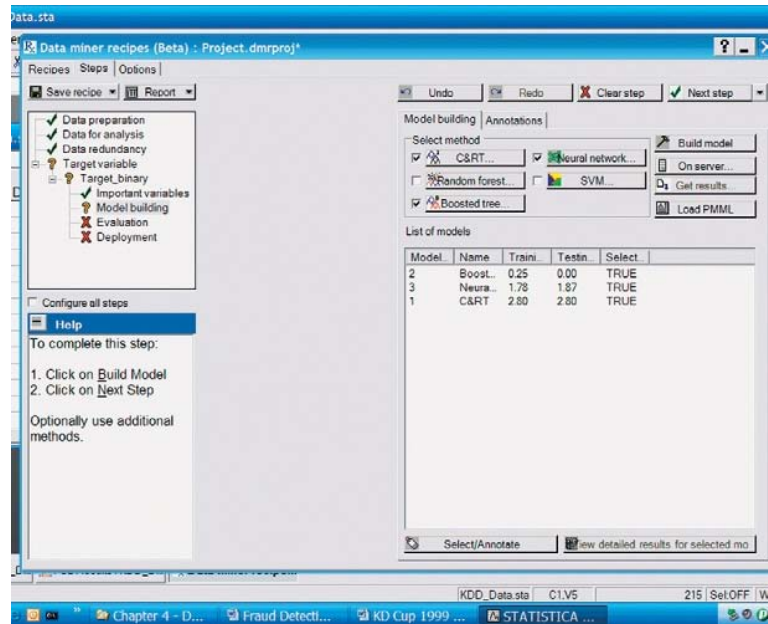 Data.sta
Data miner recipes (Beta) : Project.dmrproj*
Recipes Steps Options
Save recipe Report
Undo Redo Clear step Next step
Data preparation
Data for analysis
Data redundancy
Target variable
Target_binary
Important variables
Model building
Evaluation
Deployment
Configure all steps
Help
To complete this step:
1. Click on Build Model
2. Click on Next Step
Optionally use additional
methods.
Model building Annotations
Select method
C&RT... Neural network...
Random forest... SVM...
Boosted tree...
Build model
On server...
Get results...
Load PMML
List of models
Model... Name Traini... Testin... Select...
2 Boost... 0.25 0.00 TRUE
3 Neura... 1.78 1.87 TRUE
1 C&RT 2.80 2.80 TRUE
Select/Annotate
View detailed results for selected mo
KDD_Data.sta C1,V5 215 Sel:OFF W
Chapter 4 - D... Fraud Detecti... KD Cup 1999 ... STATISTICA ...